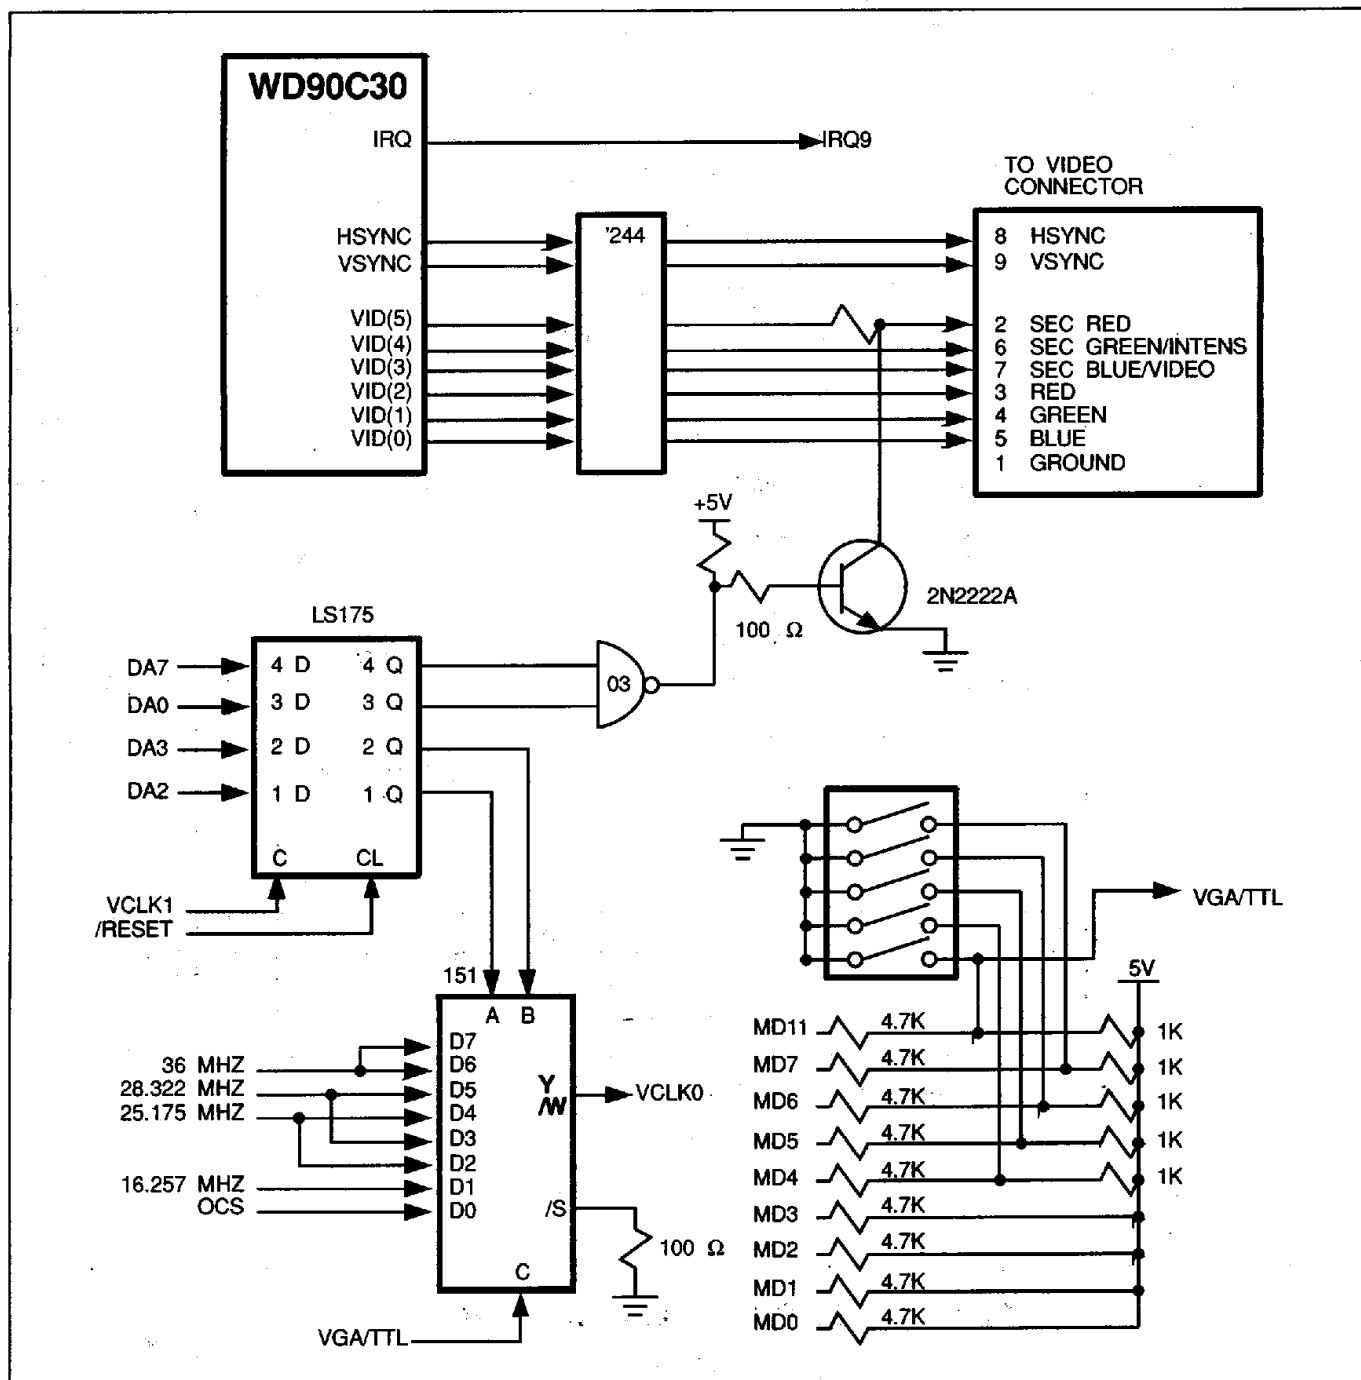 WD90C30
IRQ
IRQ9
TO VIDEO
CONNECTOR
HSYNC
VSYNC
VID(5)
VID(4)
VID(3)
VID(2)
VID(1)
VID(0)
'244
8 HSYNC
9 VSYNC
2 SEC RED
6 SEC GREEN/INTENS
7 SEC BLUE/VIDEO
3 RED
4 GREEN
5 BLUE
1 GROUND
+5V
100 Ω
2N2222A
LS175
DA7
DA0
DA3
DA2
4 D 4 Q
3 D 3 Q
2 D 2 Q
1 D 1 Q
C CL
03
VCLK1
/RESET
151
A B
D7
D6
D5
D4
D3
D2
D1
D0
36 MHZ
28.322 MHZ
25.175 MHZ
16.257 MHZ
OCS
Y
/W
VCLK0
/S
100 Ω
C
VGA/TTL
VGA/TTL
5V
MD11 4.7K 1K
MD7 4.7K 1K
MD6 4.7K 1K
MD5 4.7K 1K
MD4 4.7K 1K
MD3 4.7K
MD2 4.7K
MD1 4.7K
MD0 4.7K